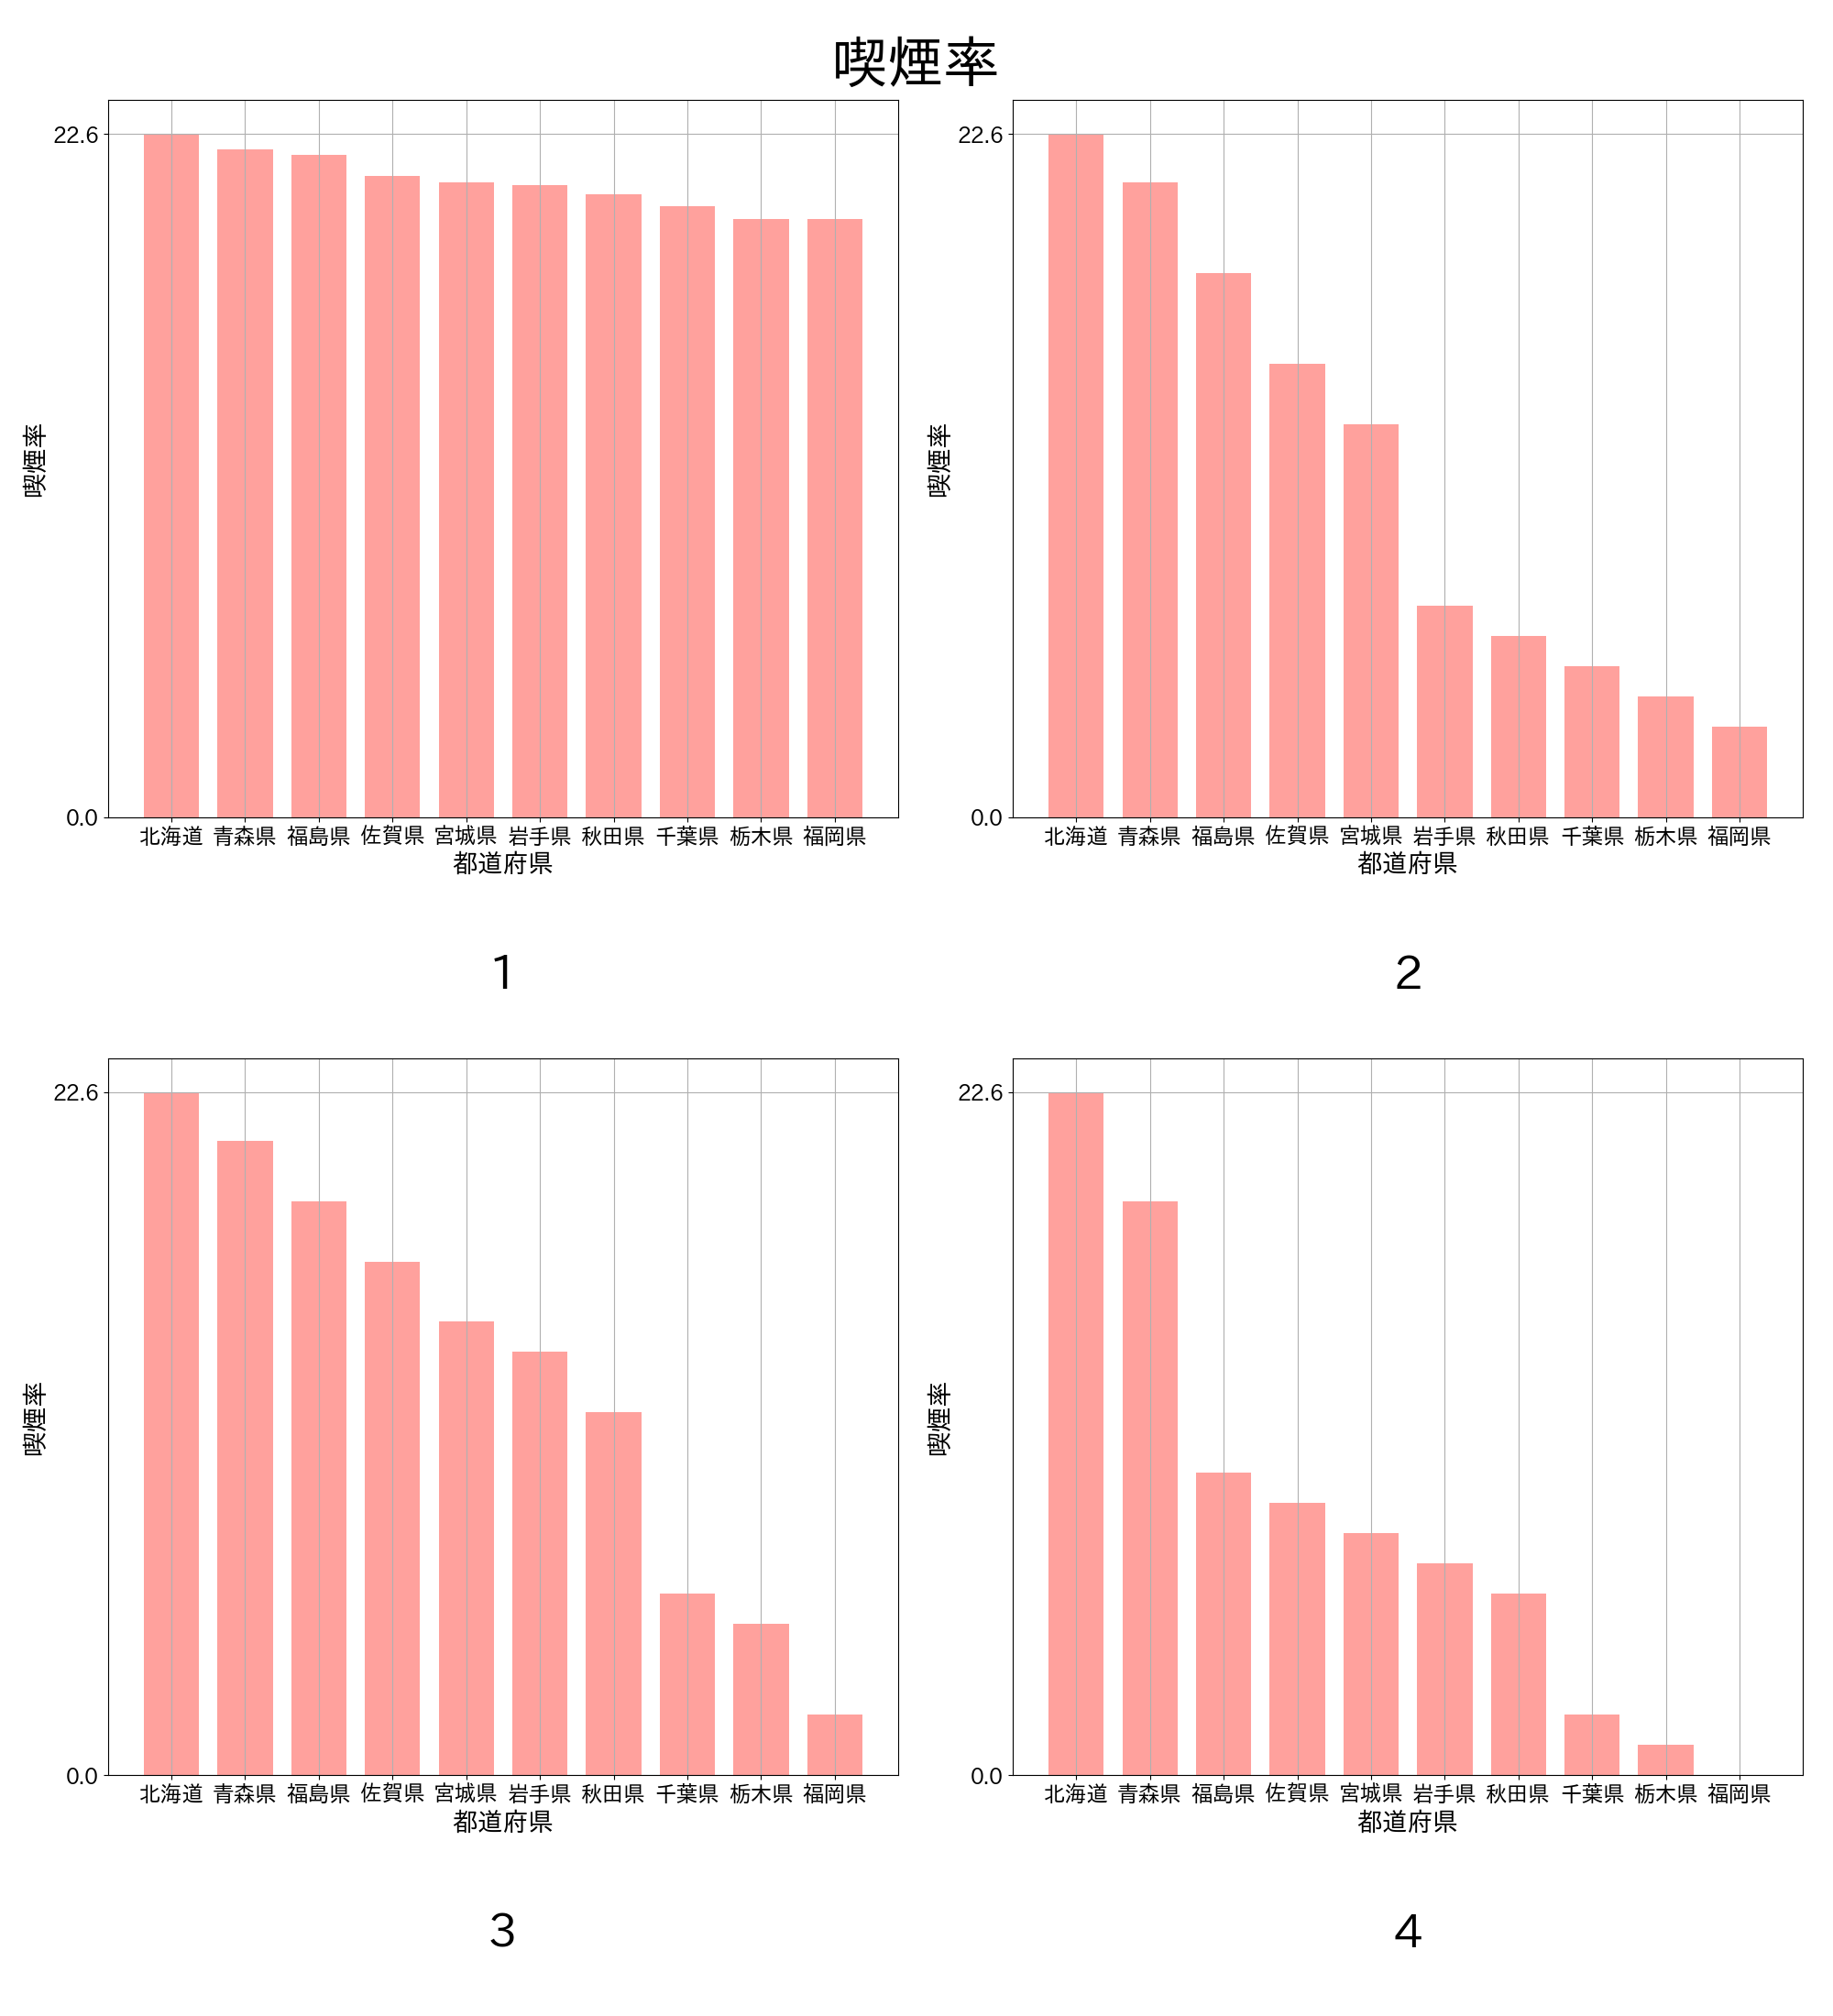 喫煙率
22.6
0.0
喫煙率
北海道 青森県 福島県 佐賀県 宮城県 岩手県 秋田県 千葉県 栃木県 福岡県
都道府県
1
22.6
0.0
喫煙率
北海道 青森県 福島県 佐賀県 宮城県 岩手県 秋田県 千葉県 栃木県 福岡県
都道府県
2
22.6
0.0
喫煙率
北海道 青森県 福島県 佐賀県 宮城県 岩手県 秋田県 千葉県 栃木県 福岡県
都道府県
3
22.6
0.0
喫煙率
北海道 青森県 福島県 佐賀県 宮城県 岩手県 秋田県 千葉県 栃木県 福岡県
都道府県
4